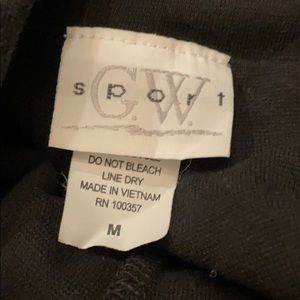 G.W.
sport
DO NOT BLEACH
LINE DRY
MADE IN VIETNAM
RN 100357
M